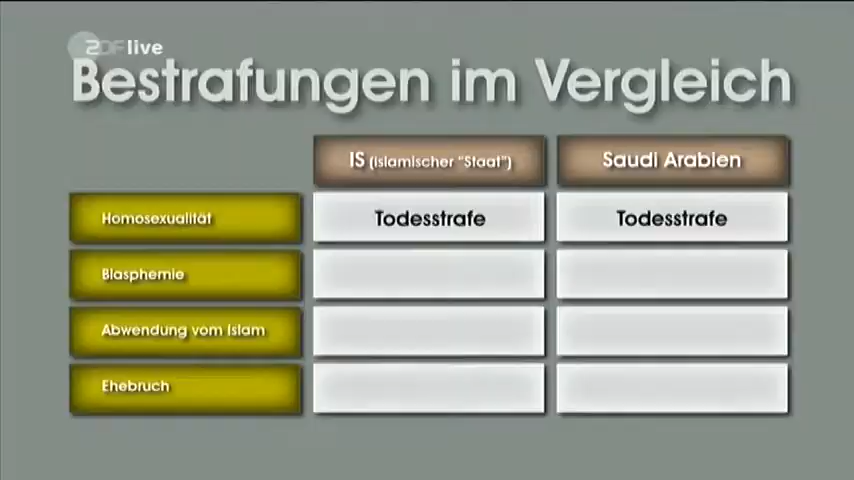 ZDF live
Bestrafungen im Vergleich
IS (Islamischer "Staat") Saudi Arabien
Homosexualität Todesstrafe Todesstrafe
Blasphemie
Abwendung vom Islam
Ehebruch